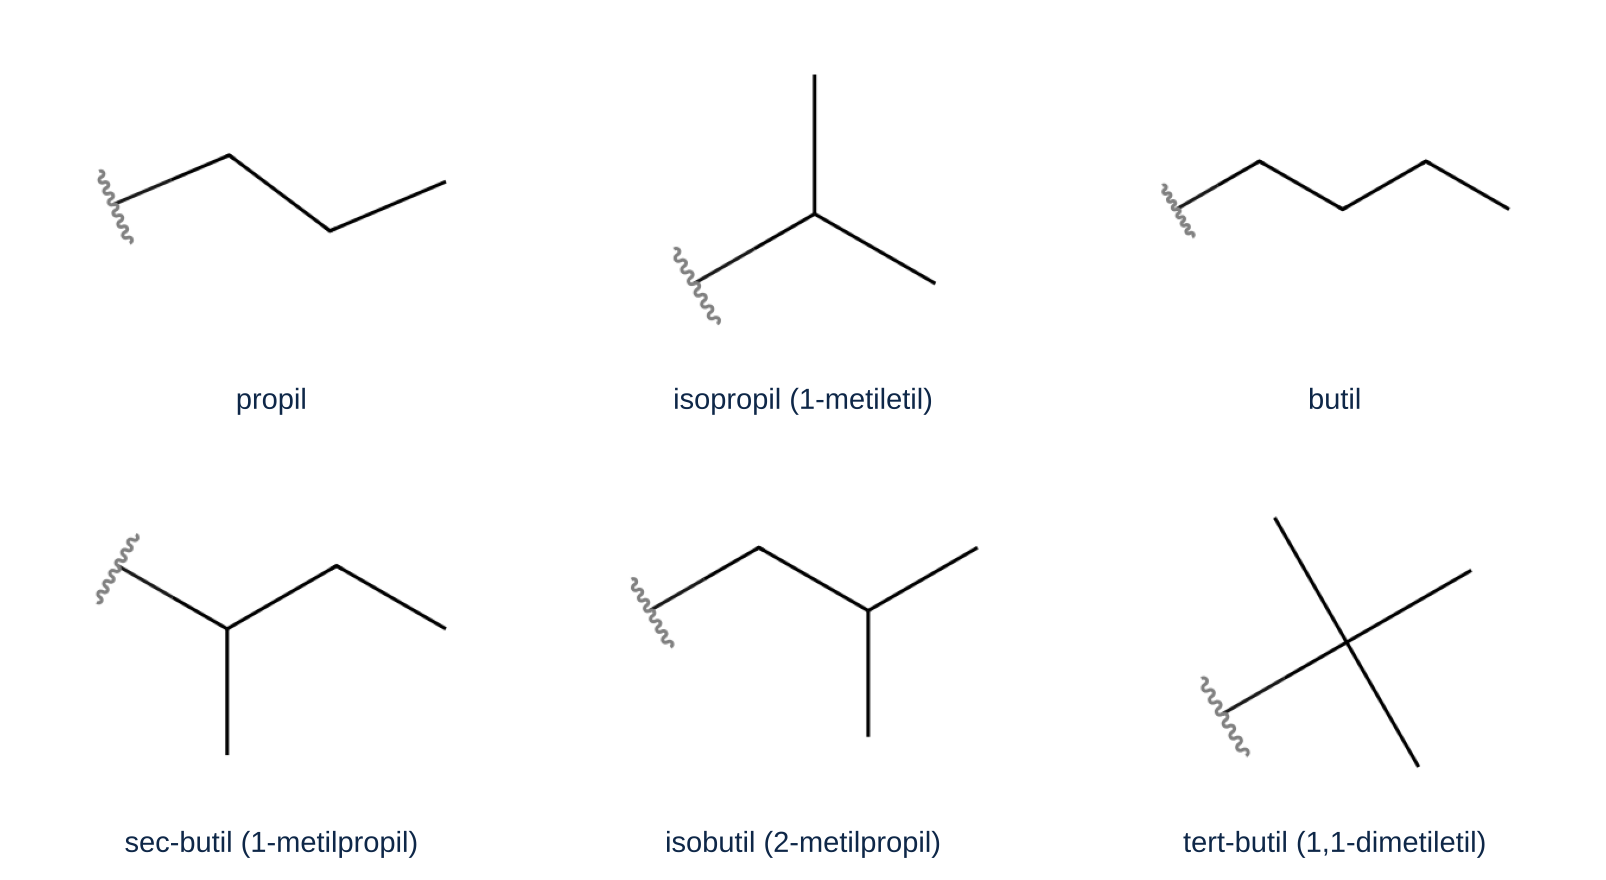 propil
isopropil (1-metiletil)
butil
sec-butil (1-metilpropil)
isobutil (2-metilpropil)
tert-butil (1,1-dimetiletil)